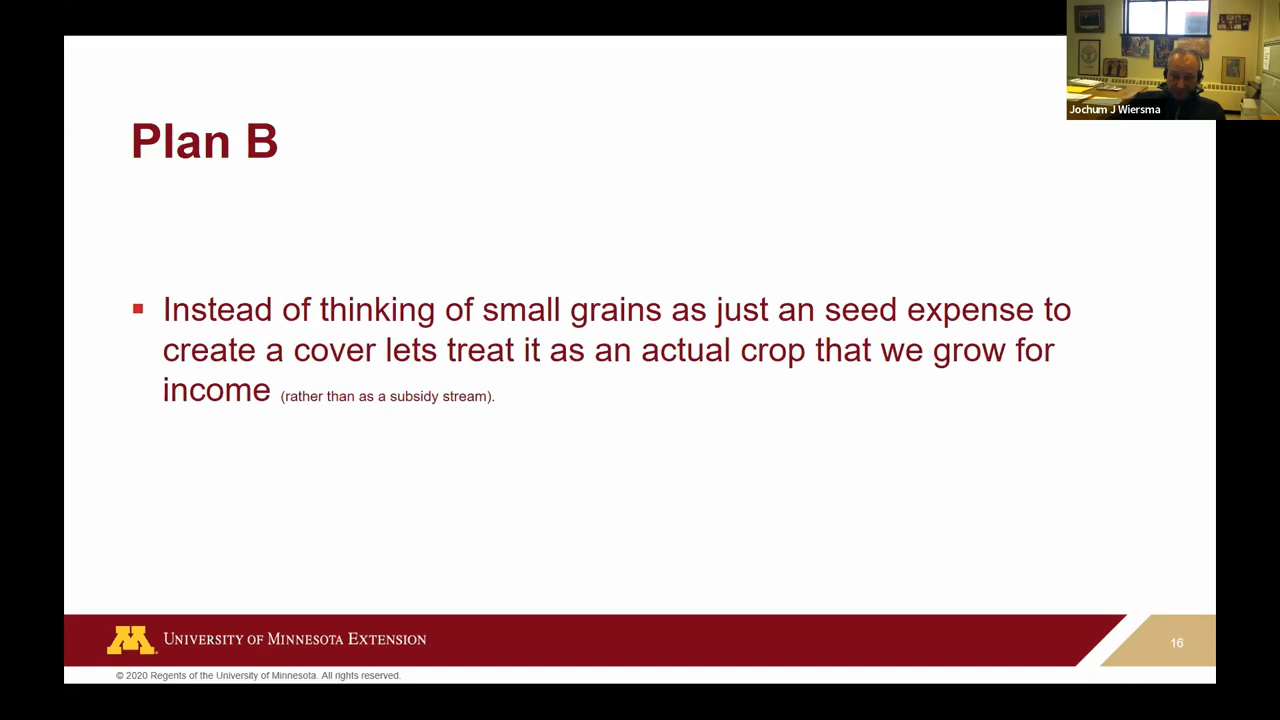 Jochum J Wiersma
Plan B
▪ Instead of thinking of small grains as just an seed expense to
create a cover lets treat it as an actual crop that we grow for
income (rather than as a subsidy stream).
M UNIVERSITY OF MINNESOTA EXTENSION
16
© 2020 Regents of the University of Minnesota. All rights reserved.